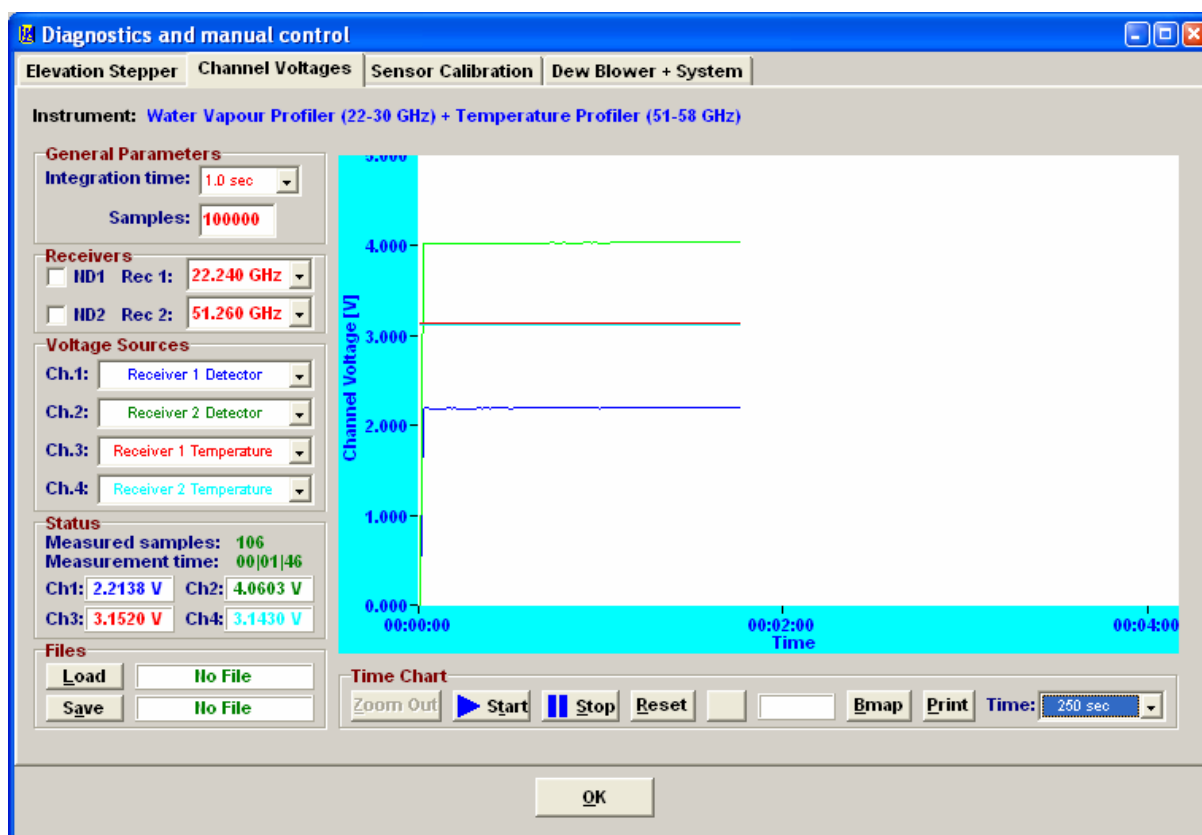 Diagnostics and manual control
Elevation Stepper Channel Voltages Sensor Calibration Dew Blower + System
Instrument: Water Vapour Profiler (22-30 GHz) + Temperature Profiler (51-58 GHz)
General Parameters
Integration time: 1.0 sec
Samples: 100000
Receivers
ND1 Rec 1: 22.240 GHz
ND2 Rec 2: 51.260 GHz
Voltage Sources
Ch.1: Receiver 1 Detector
Ch.2: Receiver 2 Detector
Ch.3: Receiver 1 Temperature
Ch.4: Receiver 2 Temperature
Status
Measured samples: 106
Measurement time: 00|01|46
Ch1: 2.2138 V Ch2: 4.0603 V
Ch3: 3.1520 V Ch4: 3.1430 V
Files
Load No File
Save No File
5.000
4.000
3.000
2.000
1.000
0.000
Channel Voltage [V]
00:00:00 00:02:00 00:04:00
Time
Time Chart
Zoom Out Start Stop Reset Bmap Print Time: 250 sec
OK